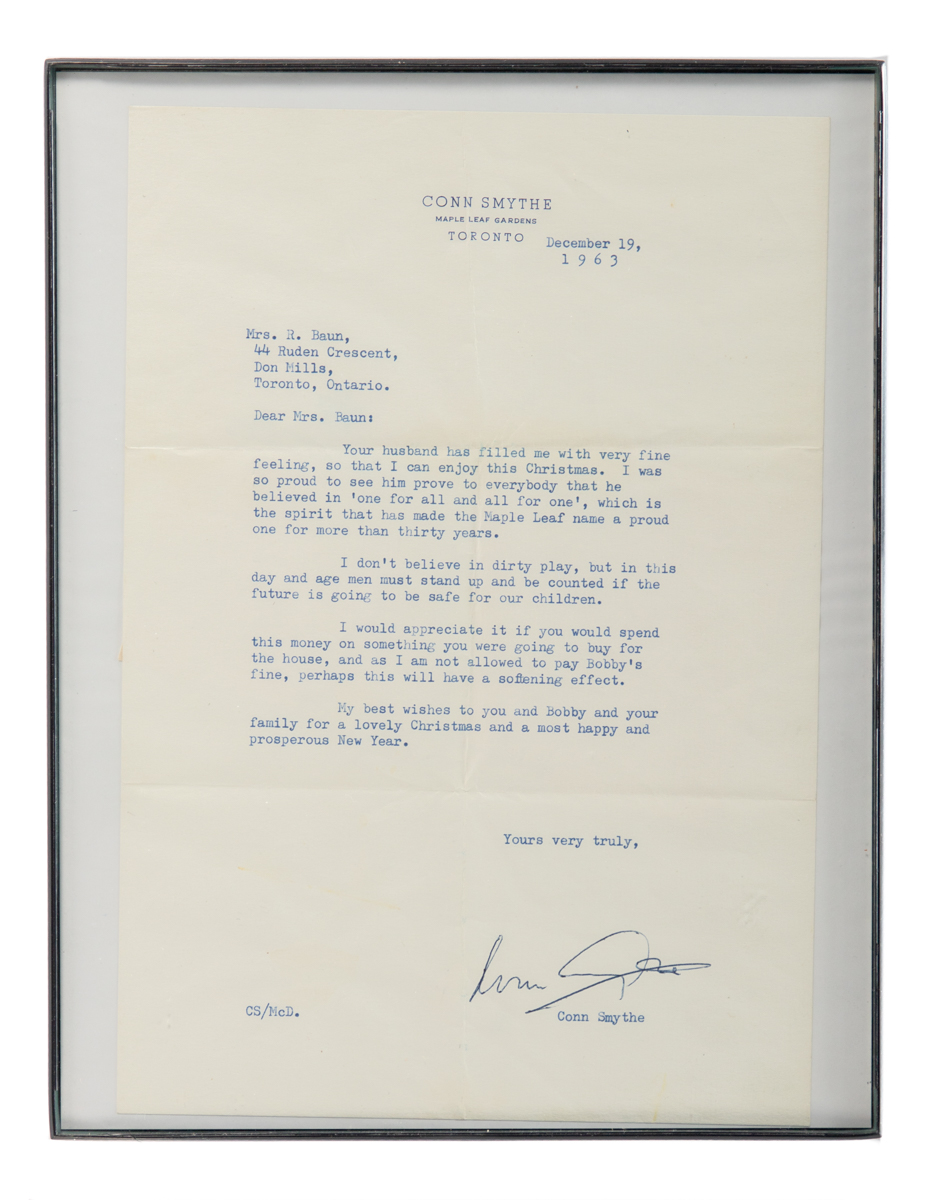 CONN SMYTHE
MAPLE LEAF GARDENS
TORONTO
December 19,
1 9 6 3
Mrs. R. Baun,
44 Ruden Crescent,
Don Mills,
Toronto, Ontario.
Dear Mrs. Baun:
Your husband has filled me with very fine
feeling, so that I can enjoy this Christmas. I was
so proud to see him prove to everybody that he
believed in 'one for all and all for one', which is
the spirit that has made the Maple Leaf name a proud
one for more than thirty years.
I don't believe in dirty play, but in this
day and age men must stand up and be counted if the
future is going to be safe for our children.
I would appreciate it if you would spend
this money on something you were going to buy for
the house, and as I am not allowed to pay Bobby's
fine, perhaps this will have a softening effect.
My best wishes to you and Bobby and your
family for a lovely Christmas and a most happy and
prosperous New Year.
Yours very truly,
Conn Smythe
CS/McD.
Conn Smythe